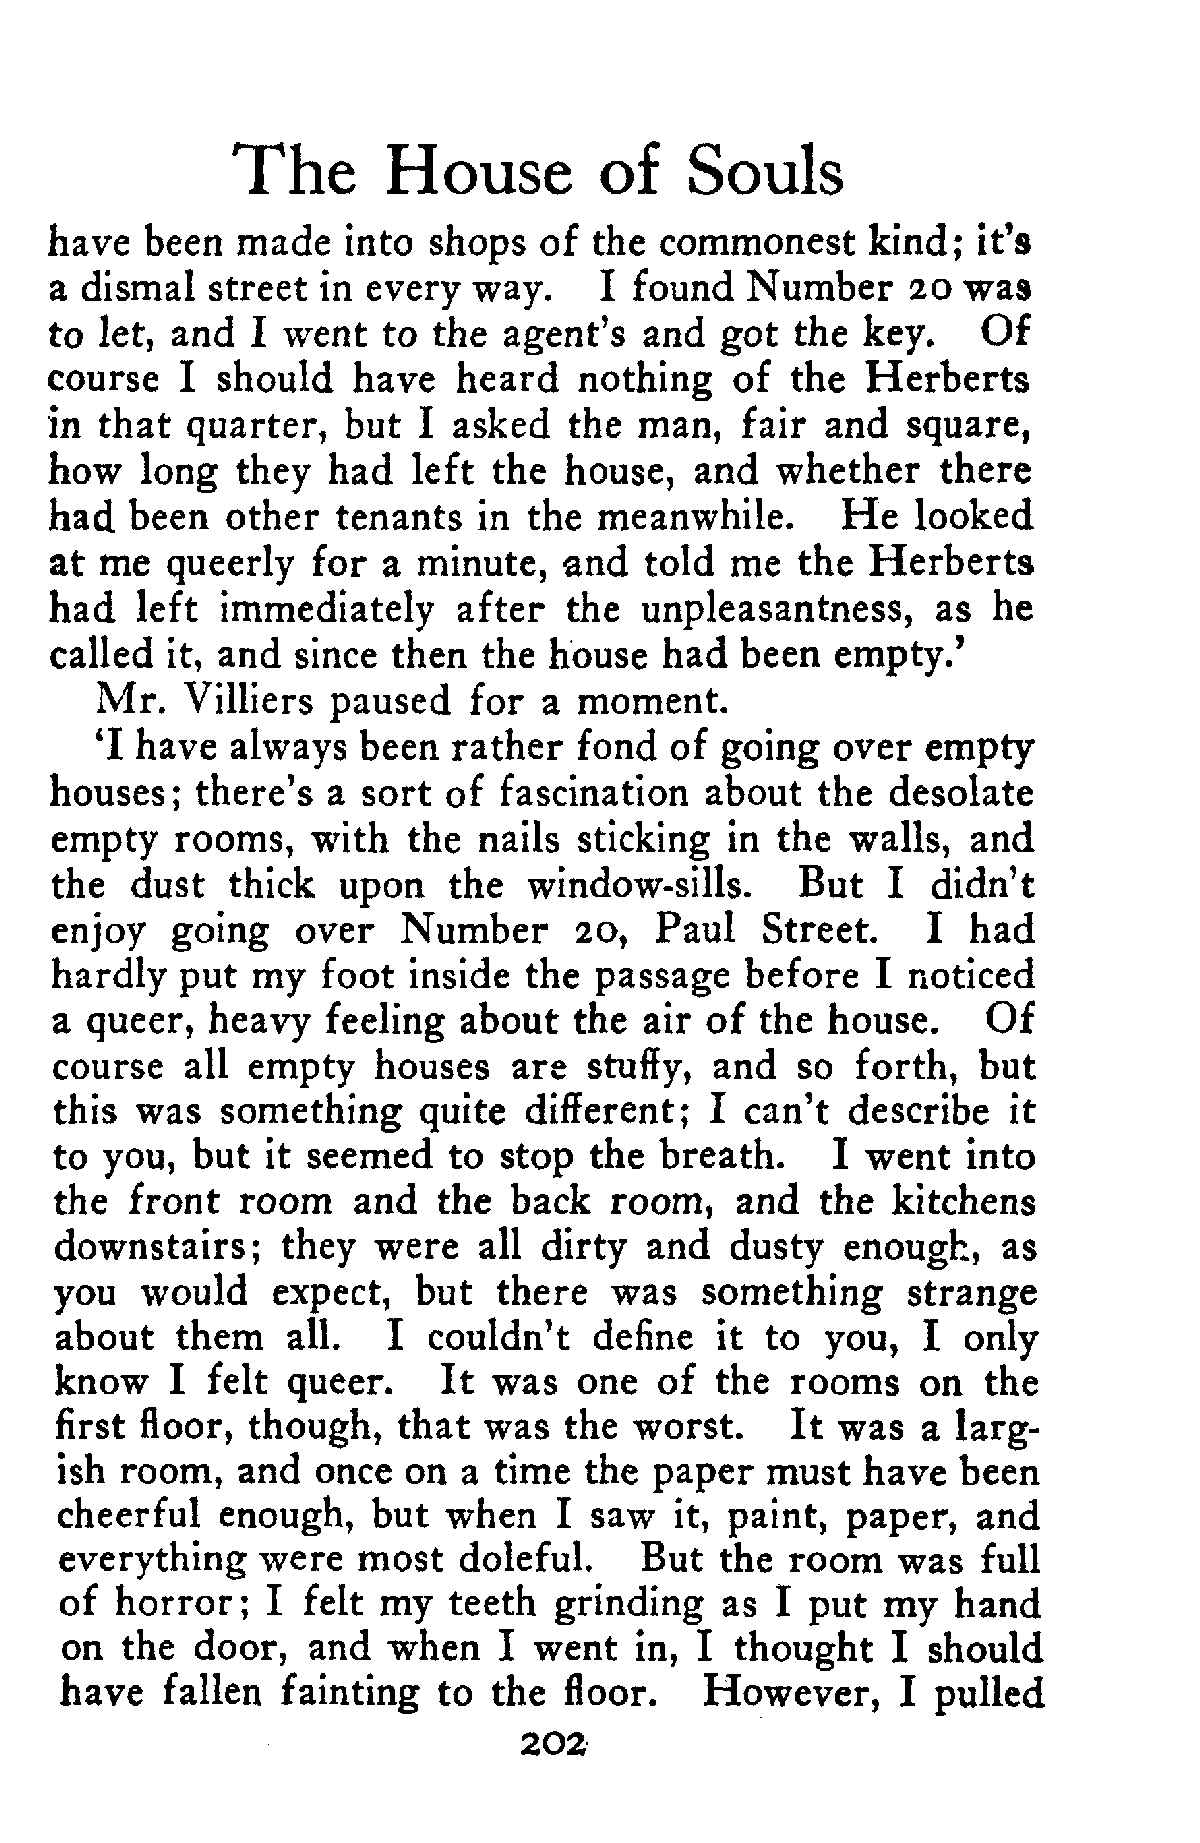 The House of Souls
have been made into shops of the commonest kind; it's
a dismal street in every way. I found Number 20 was
to let, and I went to the agent's and got the key. Of
course I should have heard nothing of the Herberts
in that quarter, but I asked the man, fair and square,
how long they had left the house, and whether there
had been other tenants in the meanwhile. He looked
at me queerly for a minute, and told me the Herberts
had left immediately after the unpleasantness, as he
called it, and since then the house had been empty.'
Mr. Villiers paused for a moment.
'I have always been rather fond of going over empty
houses; there's a sort of fascination about the desolate
empty rooms, with the nails sticking in the walls, and
the dust thick upon the window-sills. But I didn't
enjoy going over Number 20, Paul Street. I had
hardly put my foot inside the passage before I noticed
a queer, heavy feeling about the air of the house. Of
course all empty houses are stuffy, and so forth, but
this was something quite different; I can't describe it
to you, but it seemed to stop the breath. I went into
the front room and the back room, and the kitchens
downstairs; they were all dirty and dusty enough, as
you would expect, but there was something strange
about them all. I couldn't define it to you, I only
know I felt queer. It was one of the rooms on the
first floor, though, that was the worst. It was a larg-
ish room, and once on a time the paper must have been
cheerful enough, but when I saw it, paint, paper, and
everything were most doleful. But the room was full
of horror; I felt my teeth grinding as I put my hand
on the door, and when I went in, I thought I should
have fallen fainting to the floor. However, I pulled
202